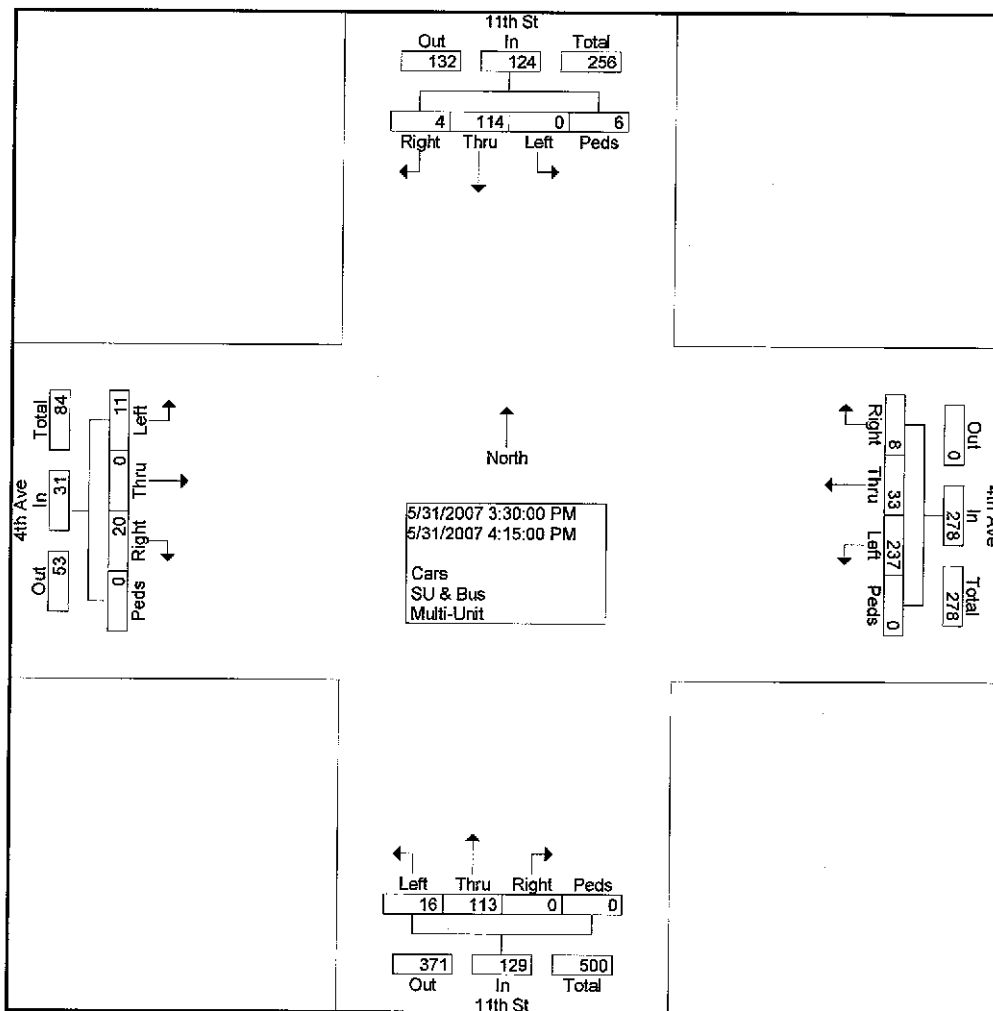 11th St
Out In Total
132 124 256
4 114 0 6
Right Thru Left Peds
4th Ave
Total In Out
84 31 53
11 0 20 0
Left Thru Right Peds
North
5/31/2007 3:30:00 PM
5/31/2007 4:15:00 PM
Cars
SU & Bus
Multi-Unit
Right Thru Left Peds
8 33 237 0
Out In Total
0 278 278
4th Ave
Left Thru Right Peds
16 113 0 0
371 129 500
Out In Total
11th St